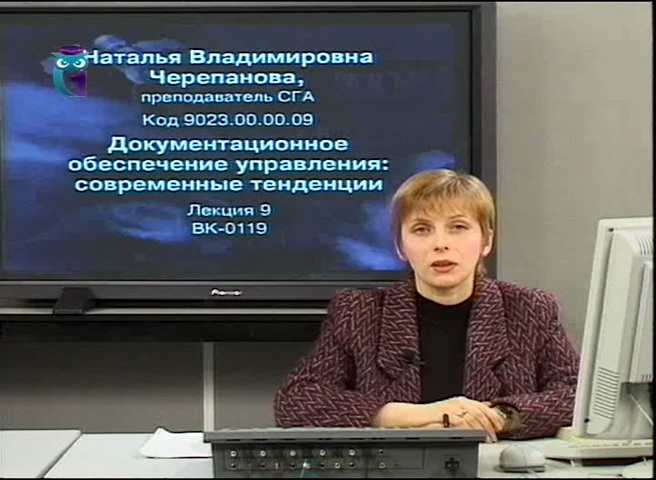 Наталья Владимировна
Черепанова,
преподаватель СГА
Код 9023.00.00.09
Документационное
обеспечение управления:
современные тенденции
Лекция 9
ВК-0119
Pioneer